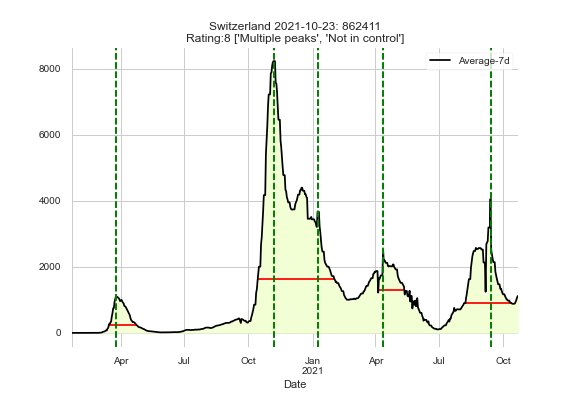 Switzerland 2021-10-23: 862411
Rating:8 ['Multiple peaks', 'Not in control']
Average-7d
8000
6000
4000
2000
0
Apr Jul Oct Jan Apr Jul Oct
2021
Date